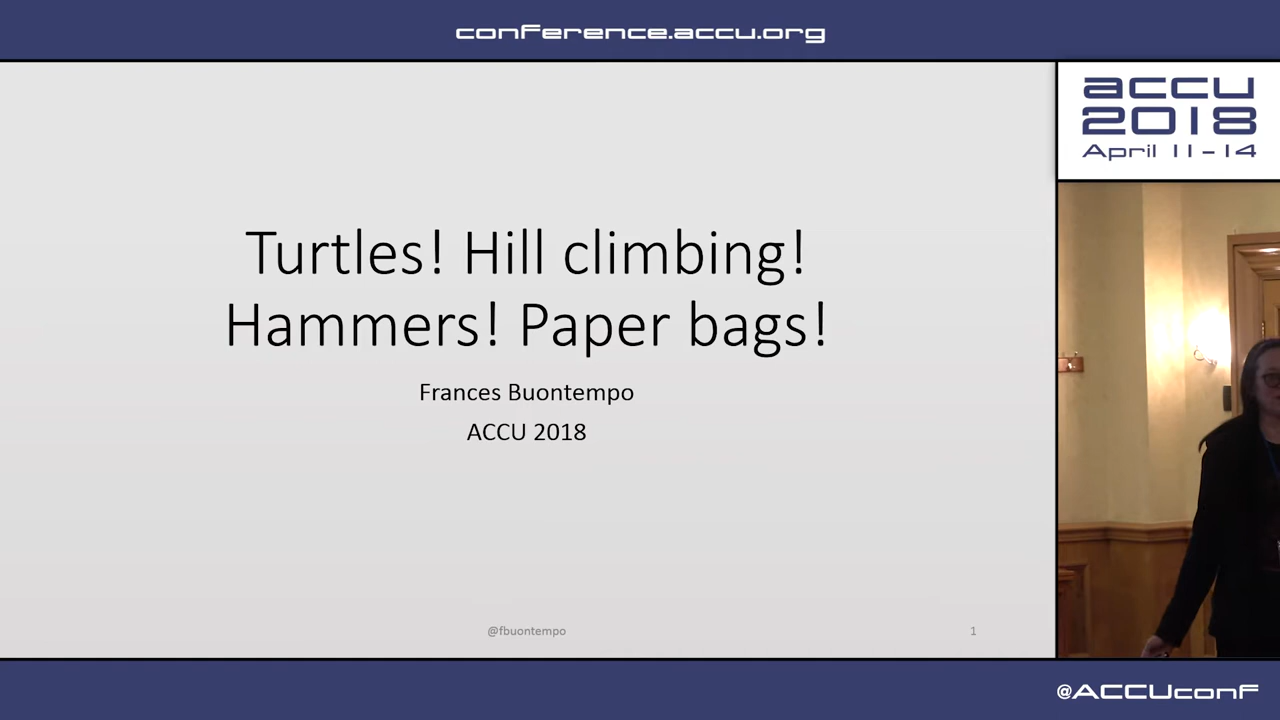 conference.accu.org
accu
2018
April 11-14
Turtles! Hill climbing!
Hammers! Paper bags!
Frances Buontempo
ACCU 2018
@fbuontempo
1
@ACCUconf